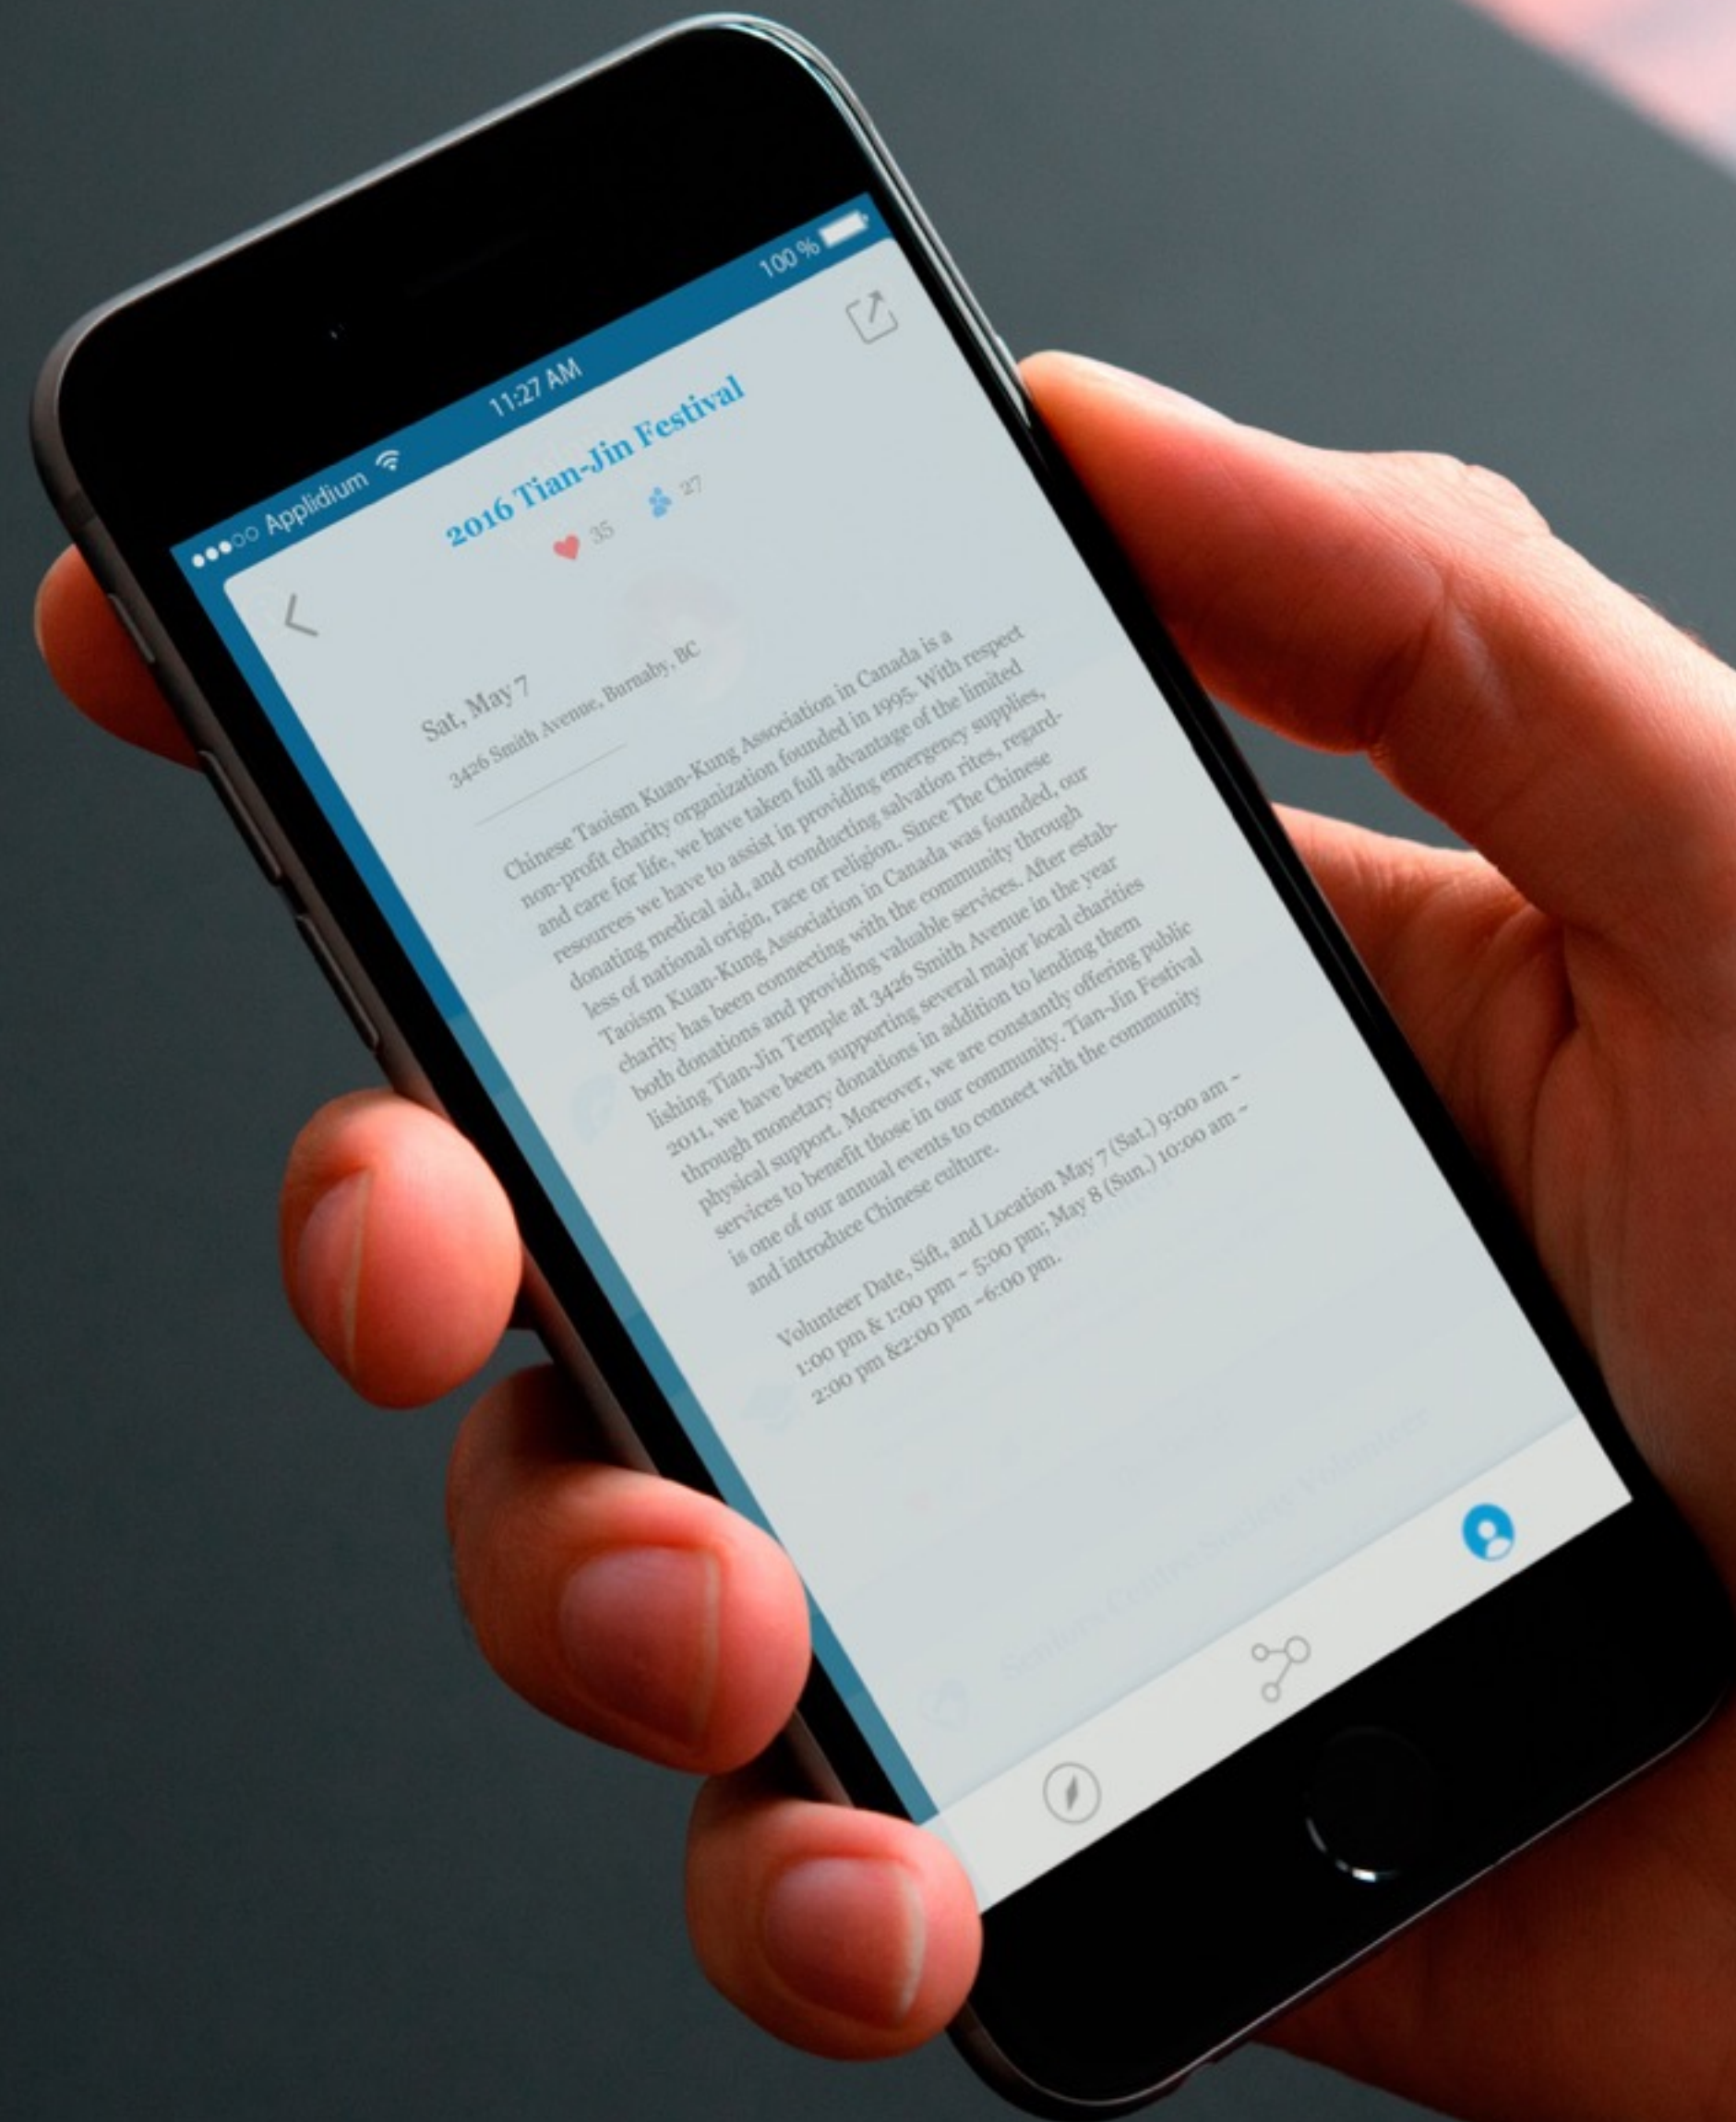 Applidium 11:27 AM 100 %
2016 Tian-Jin Festival
35 27
Sat, May 7
3426 Smith Avenue, Burnaby, BC
Chinese Taoism Kuan-Kung Association in Canada is a
non-profit charity organization founded in 1995. With respect
and care for life, we have taken full advantage of the limited
resources we have to assist in providing emergency supplies,
donating medical aid, and conducting salvation rites, regard-
less of national origin, race or religion. Since The Chinese
Taoism Kuan-Kung Association in Canada was founded, our
charity has been connecting with the community through
both donations and providing valuable services. After estab-
lishing Tian-Jin Temple at 3426 Smith Avenue in the year
2011, we have been supporting several major local charities
through monetary donations in addition to lending them
physical support. Moreover, we are constantly offering public
services to benefit those in our community. Tian-Jin Festival
is one of our annual events to connect with the community
and introduce Chinese culture.
Volunteer Date, Sift, and Location May 7 (Sat.) 9:00 am ~
1:00 pm & 1:00 pm ~ 5:00 pm; May 8 (Sun.) 10:00 am ~
2:00 pm &2:00 pm ~6:00 pm.
Seniors Centre Society Volunteer